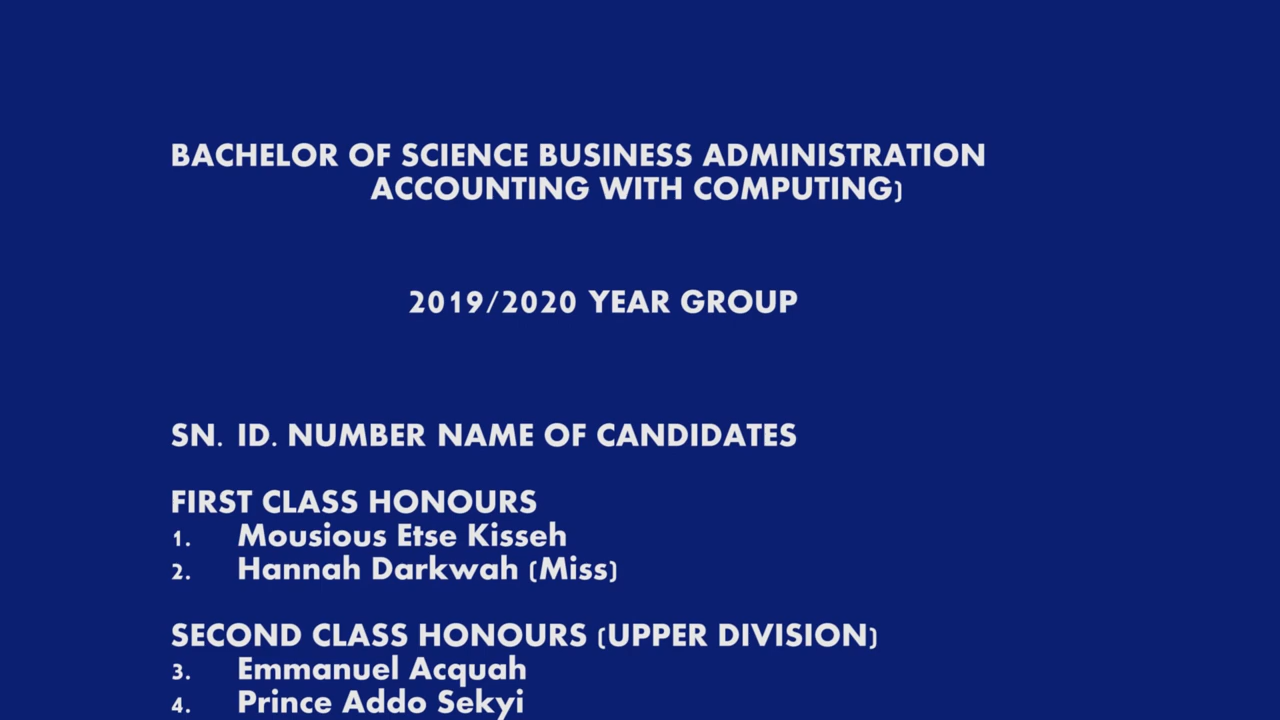 BACHELOR OF SCIENCE BUSINESS ADMINISTRATION
ACCOUNTING WITH COMPUTING)
2019/2020 YEAR GROUP
SN. ID. NUMBER NAME OF CANDIDATES
FIRST CLASS HONOURS
1. Mousious Etse Kisseh
2. Hannah Darkwah (Miss)
SECOND CLASS HONOURS (UPPER DIVISION)
3. Emmanuel Acquah
4. Prince Addo Sekyi